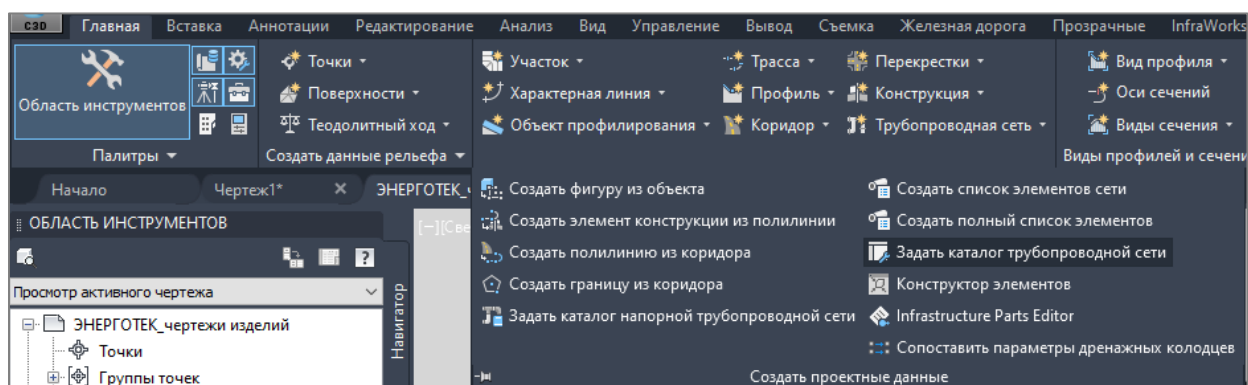 C3D Главная Вставка Аннотации Редактирование Анализ Вид Управление Вывод Съемка Железная дорога Прозрачные InfraWorks
Область инструментов
Точки
Поверхности
Теодолитный ход
Участок
Характерная линия
Объект профилирования
Трасса
Профиль
Коридор
Перекрестки
Конструкция
Трубопроводная сеть
Вид профиля
Оси сечений
Виды сечения
Палитры Создать данные рельефа Виды профилей и сечени
Начало Чертеж1* ЭНЕРГОТЕК_
ОБЛАСТЬ ИНСТРУМЕНТОВ
[−][Све
Просмотр активного чертежа
ЭНЕРГОТЕК_чертежи изделий
Точки
Группы точек
Навигатор
Создать фигуру из объекта
Создать элемент конструкции из полилинии
Создать полилинию из коридора
Создать границу из коридора
Задать каталог напорной трубопроводной сети
Создать список элементов сети
Создать полный список элементов
Задать каталог трубопроводной сети
Конструктор элементов
Infrastructure Parts Editor
Сопоставить параметры дренажных колодцев
Создать проектные данные